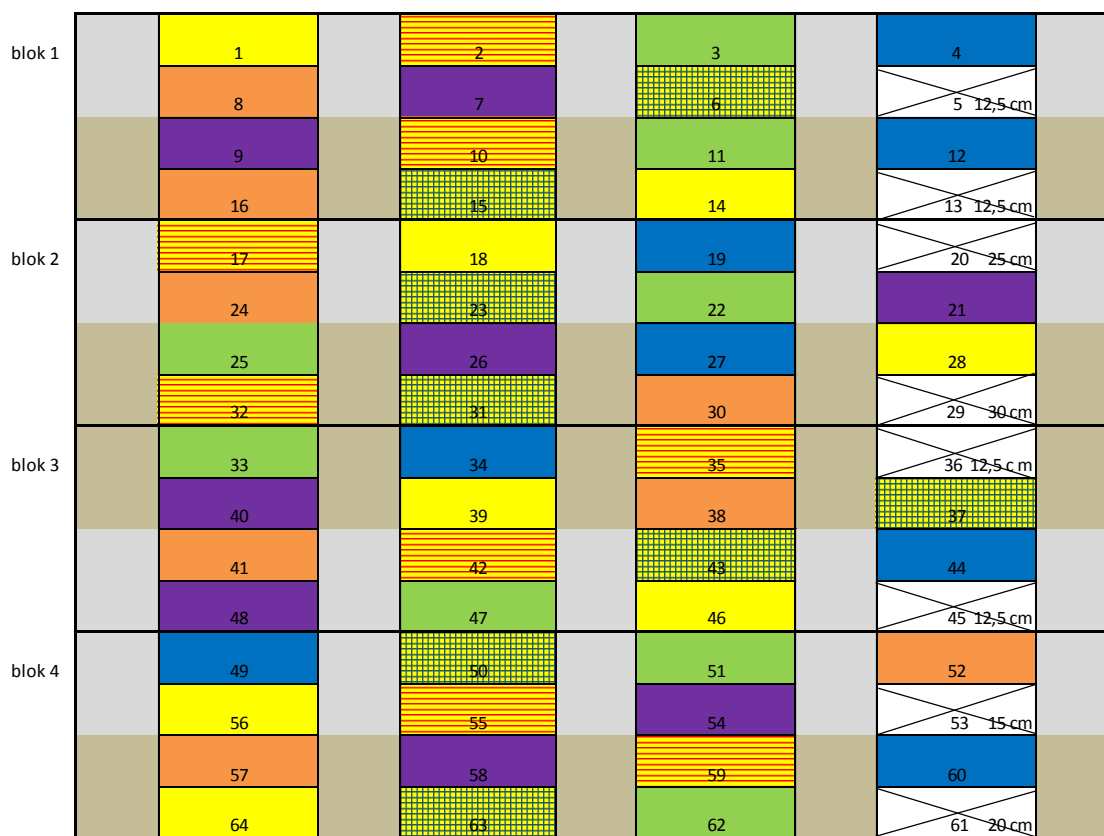 blok 1 1 2 3 4
8 7 6 5 12,5 cm
9 10 11 12
16 15 14 13 12,5 cm
blok 2 17 18 19 20 25 cm
24 23 22 21
25 26 27 28
32 31 30 29 30 cm
blok 3 33 34 35 36 12,5 c m
40 39 38 37
41 42 43 44
48 47 46 45 12,5 cm
blok 4 49 50 51 52
56 55 54 53 15 cm
57 58 59 60
64 63 62 61 20 cm